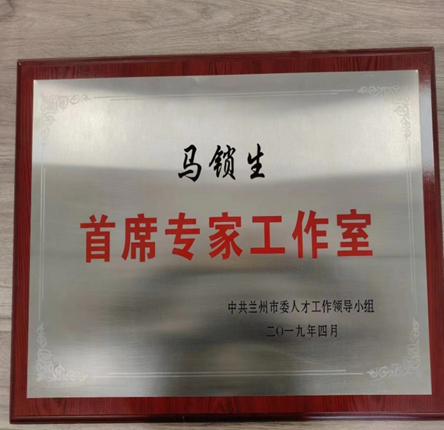 马锁生
首席专家工作室
中共兰州市委人才工作领导小组
二〇一九年四月